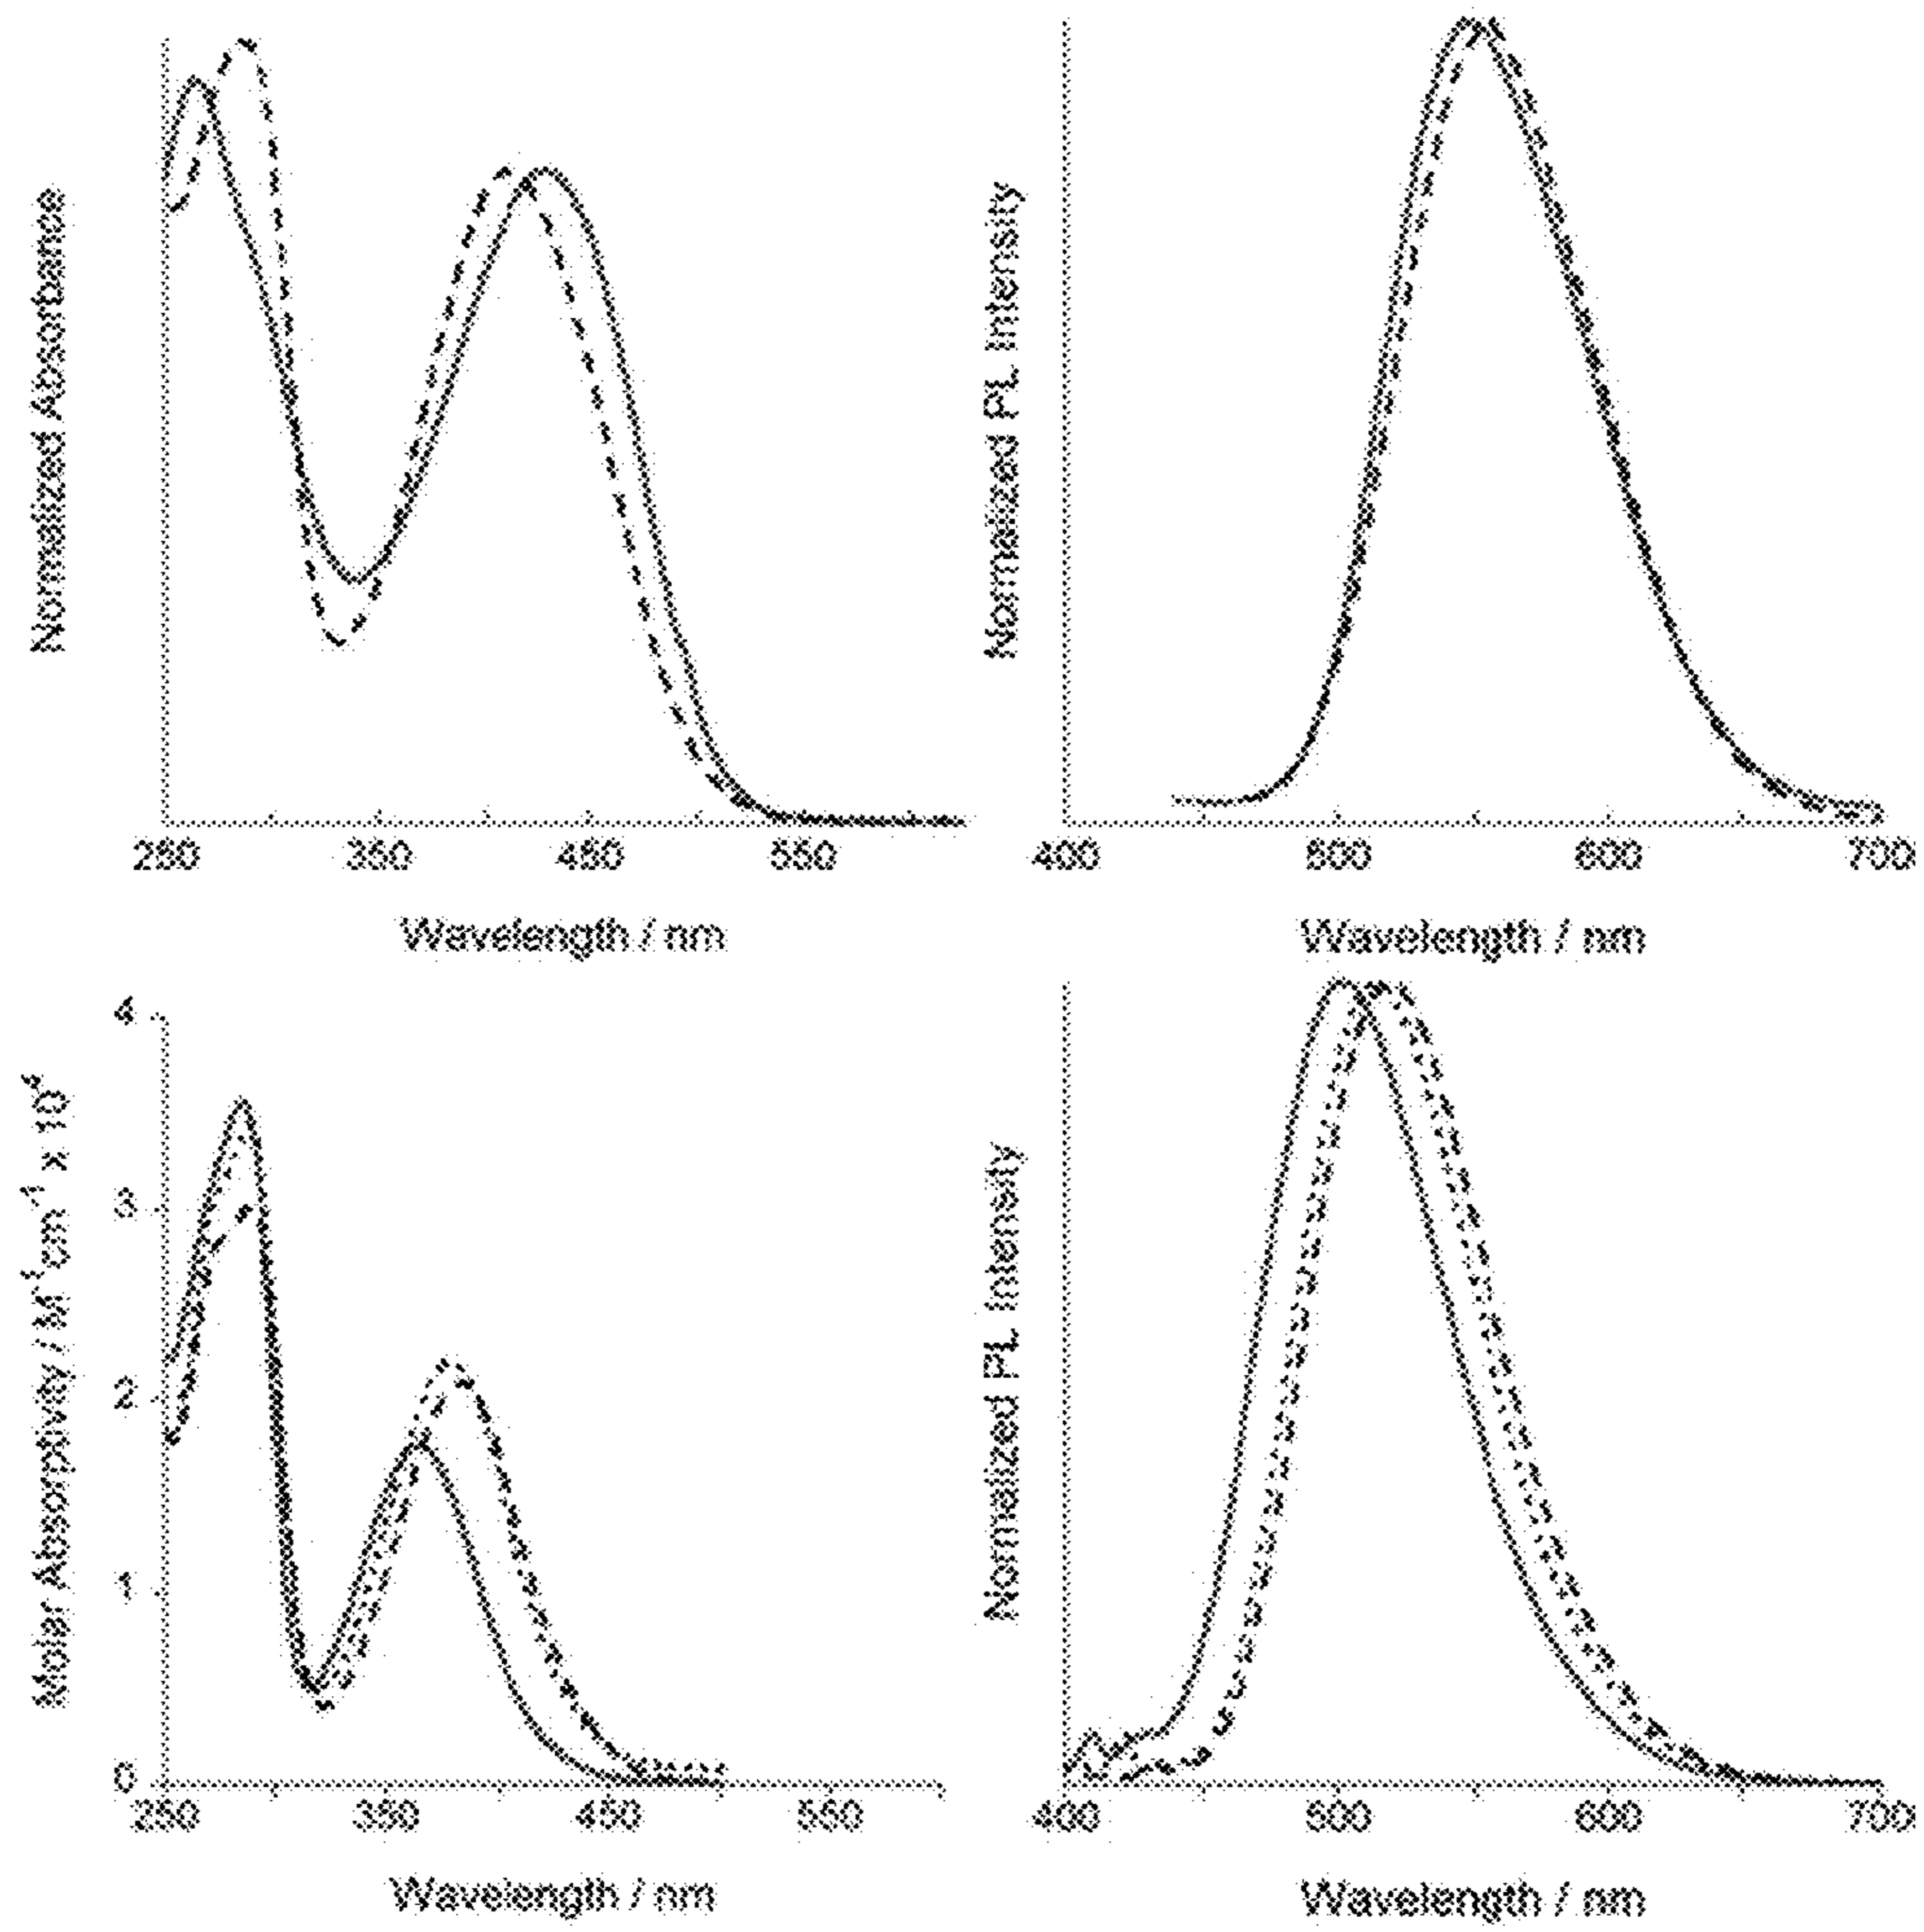 Normalized Absorbance
250 350 450 550
Wavelength / nm
Normalized PL Intensity
400 500 600 700
Wavelength / nm
Molar Absorptivity / M⁻¹cm⁻¹ x 10⁴
4
3
2
1
0
250 350 450 550
Wavelength / nm
Normalized PL Intensity
400 500 600 700
Wavelength / nm